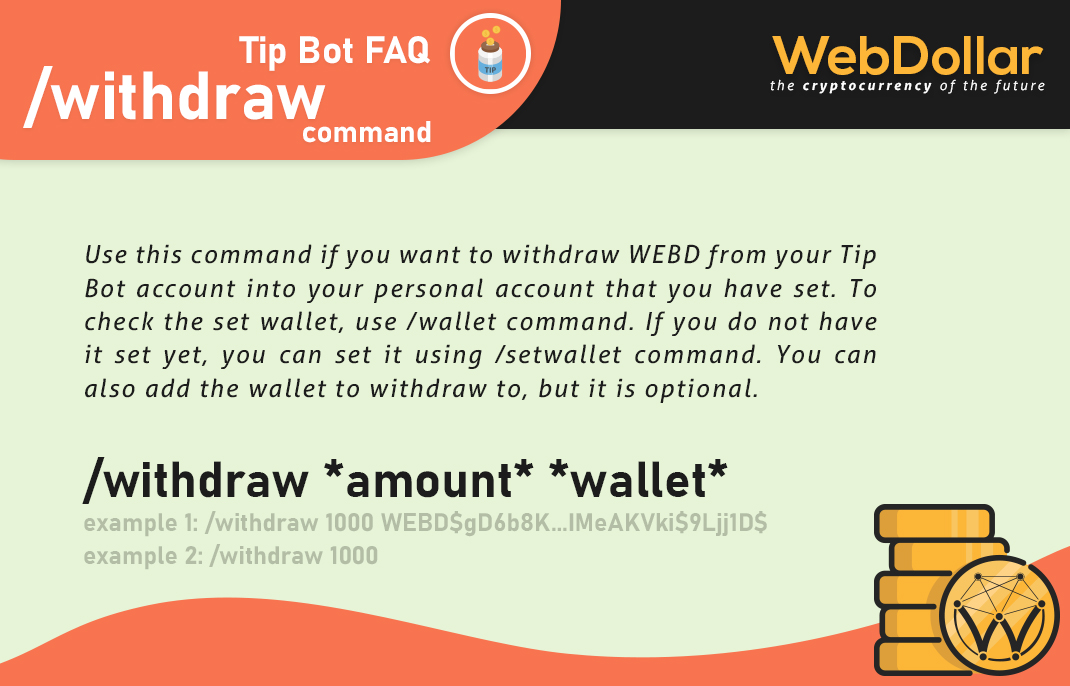 Tip Bot FAQ
/withdraw
command
TIP
WebDollar
the cryptocurrency of the future
Use this command if you want to withdraw WEBD from your Tip
Bot account into your personal account that you have set. To
check the set wallet, use /wallet command. If you do not have
it set yet, you can set it using /setwallet command. You can
also add the wallet to withdraw to, but it is optional.
/withdraw *amount* *wallet*
example 1: /withdraw 1000 WEBD$gD6b8K...IMeAKVki$9Ljj1D$
example 2: /withdraw 1000